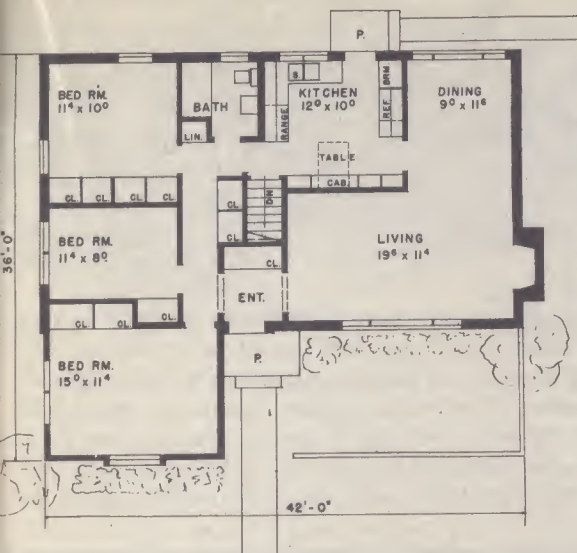 P.
BED RM.
11⁴ x 10⁰
BATH
LIN.
S
KITCHEN
12⁰ x 10⁰
RANGE
BRM.
REF.
DINING
9⁰ x 11⁶
TABLE
CAB.
CL.
CL.
CL.
CL.
CL.
CL.
DN
BED RM.
11⁴ x 8⁰
LIVING
19⁶ x 11⁴
CL.
ENT.
CL.
CL.
CL.
P.
BED RM.
15⁰ x 11⁴
36'-0"
42'-0"